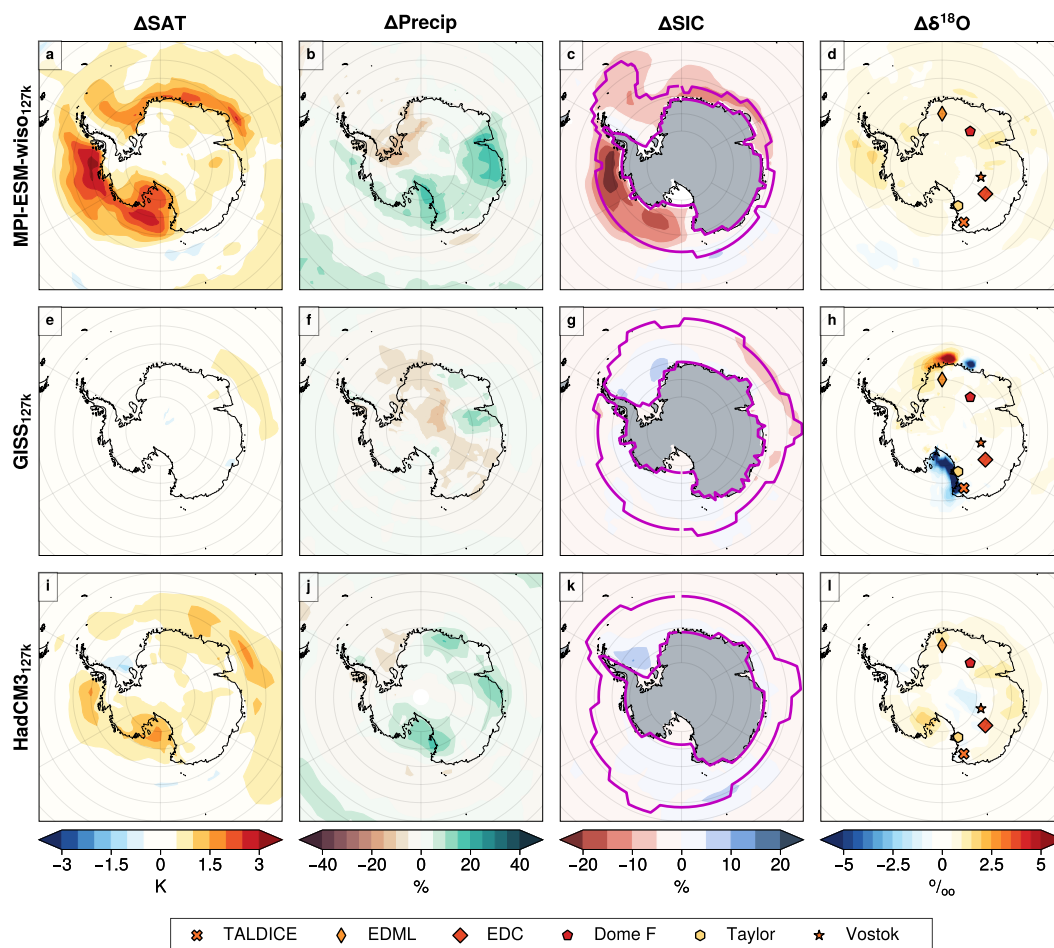 ΔSAT ΔPrecip ΔSIC Δδ¹⁸O
MPI-ESM-wiso₁₂₇ₖ
a b c d
GISS₁₂₇ₖ
e f g h
HadCM3₁₂₇ₖ
i j k l
−3 −1.5 0 1.5 3 −40 −20 0 20 40 −20 −10 0 10 20 −5 −2.5 0 2.5 5
K % % º/₀₀
TALDICE EDML EDC Dome F Taylor Vostok